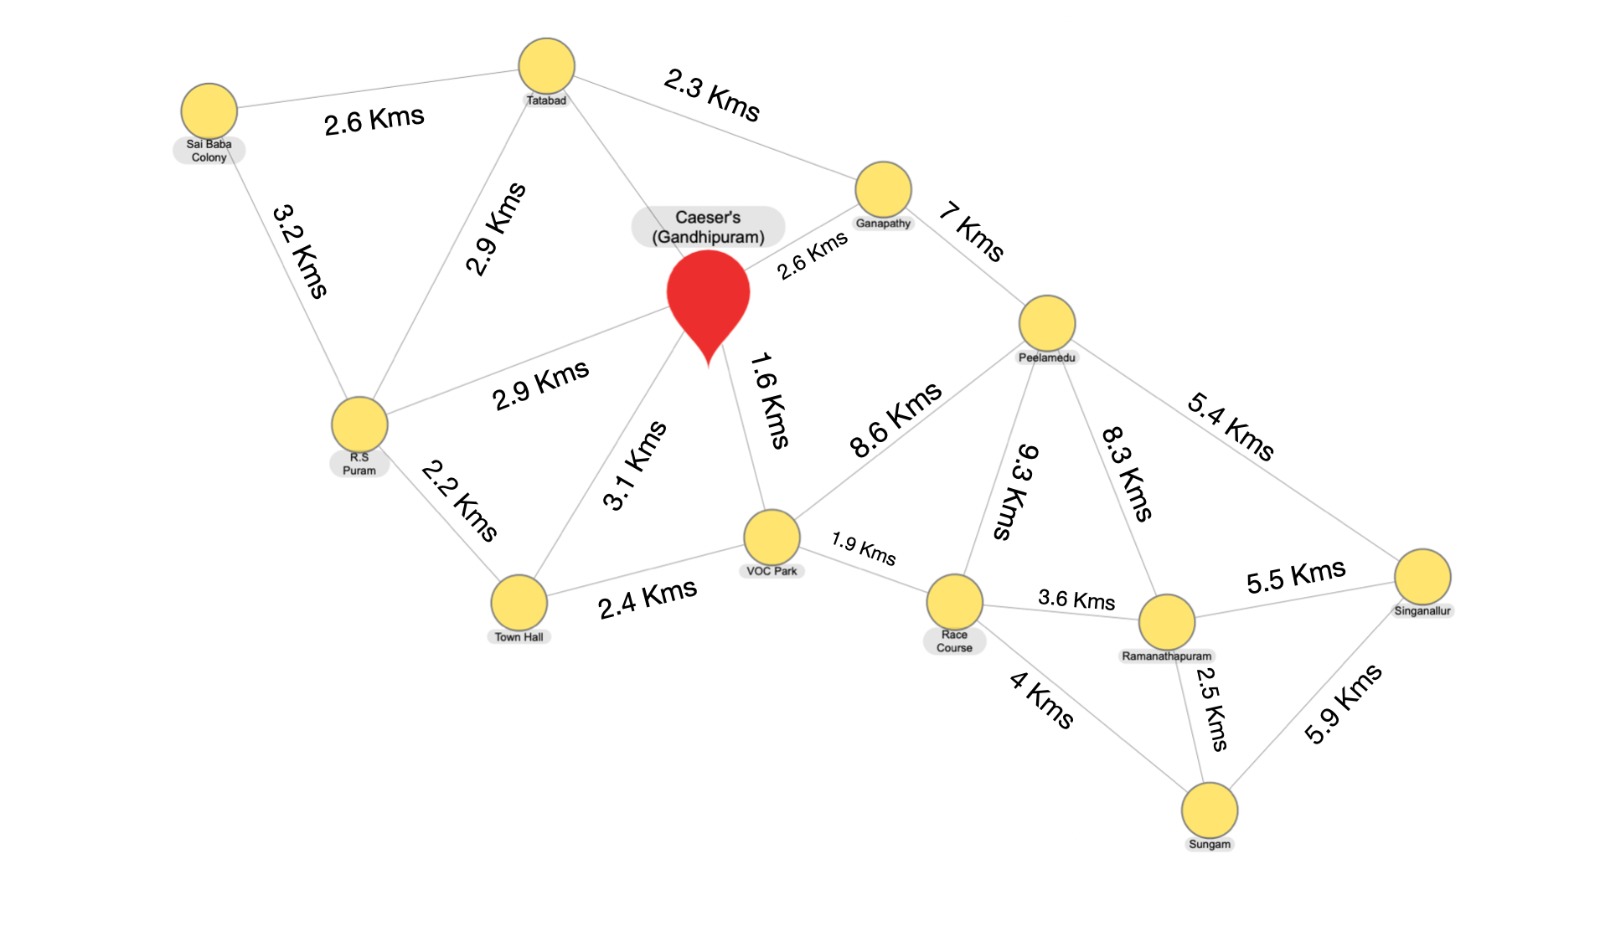 Tatabad
2.6 Kms
2.3 Kms
Sai Baba
Colony
3.2 Kms
2.9 Kms
Caeser's
(Gandhipuram)
Ganapathy
2.6 Kms
7 Kms
Peelamedu
2.9 Kms
1.6 Kms
8.6 Kms
5.4 Kms
R.S
Puram
2.2 Kms
3.1 Kms
9.3 Kms
8.3 Kms
VOC Park
1.9 Kms
2.4 Kms
Town Hall
3.6 Kms
5.5 Kms
Singanallur
Race
Course
Ramanathapuram
4 Kms
2.5 Kms
5.9 Kms
Sungam